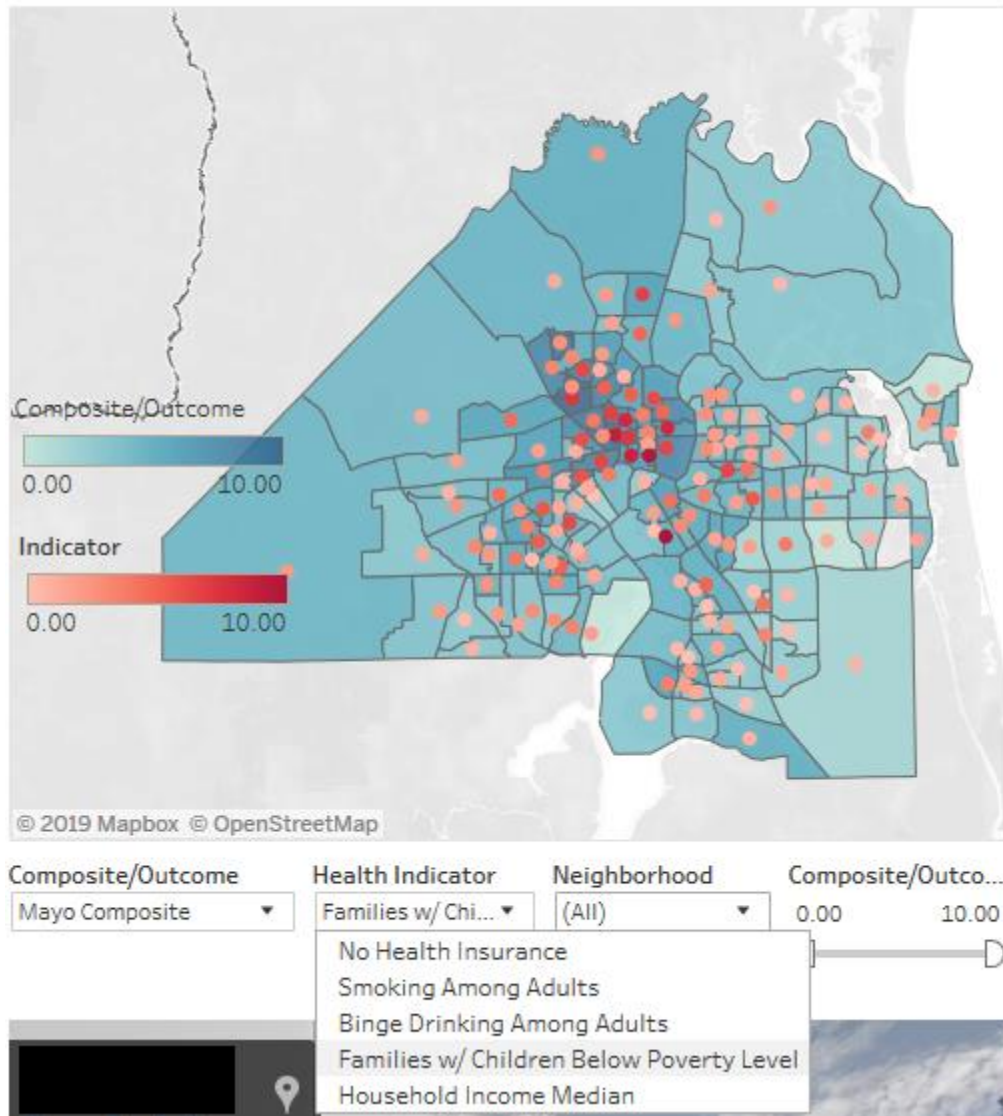 Composite/Outcome
0.00 10.00
Indicator
0.00 10.00
© 2019 Mapbox © OpenStreetMap
Composite/Outcome Health Indicator Neighborhood Composite/Outco...
Mayo Composite Families w/ Chi... (All) 0.00 10.00
No Health Insurance
Smoking Among Adults
Binge Drinking Among Adults
Families w/ Children Below Poverty Level
Household Income Median